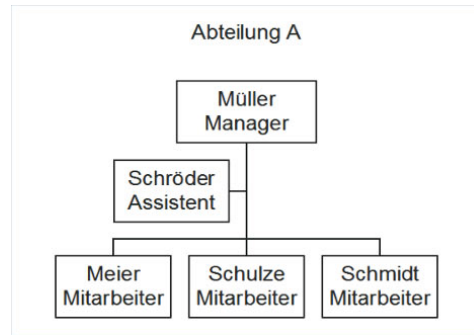 Abteilung A
Müller
Manager
Schröder
Assistent
Meier
Mitarbeiter
Schulze
Mitarbeiter
Schmidt
Mitarbeiter